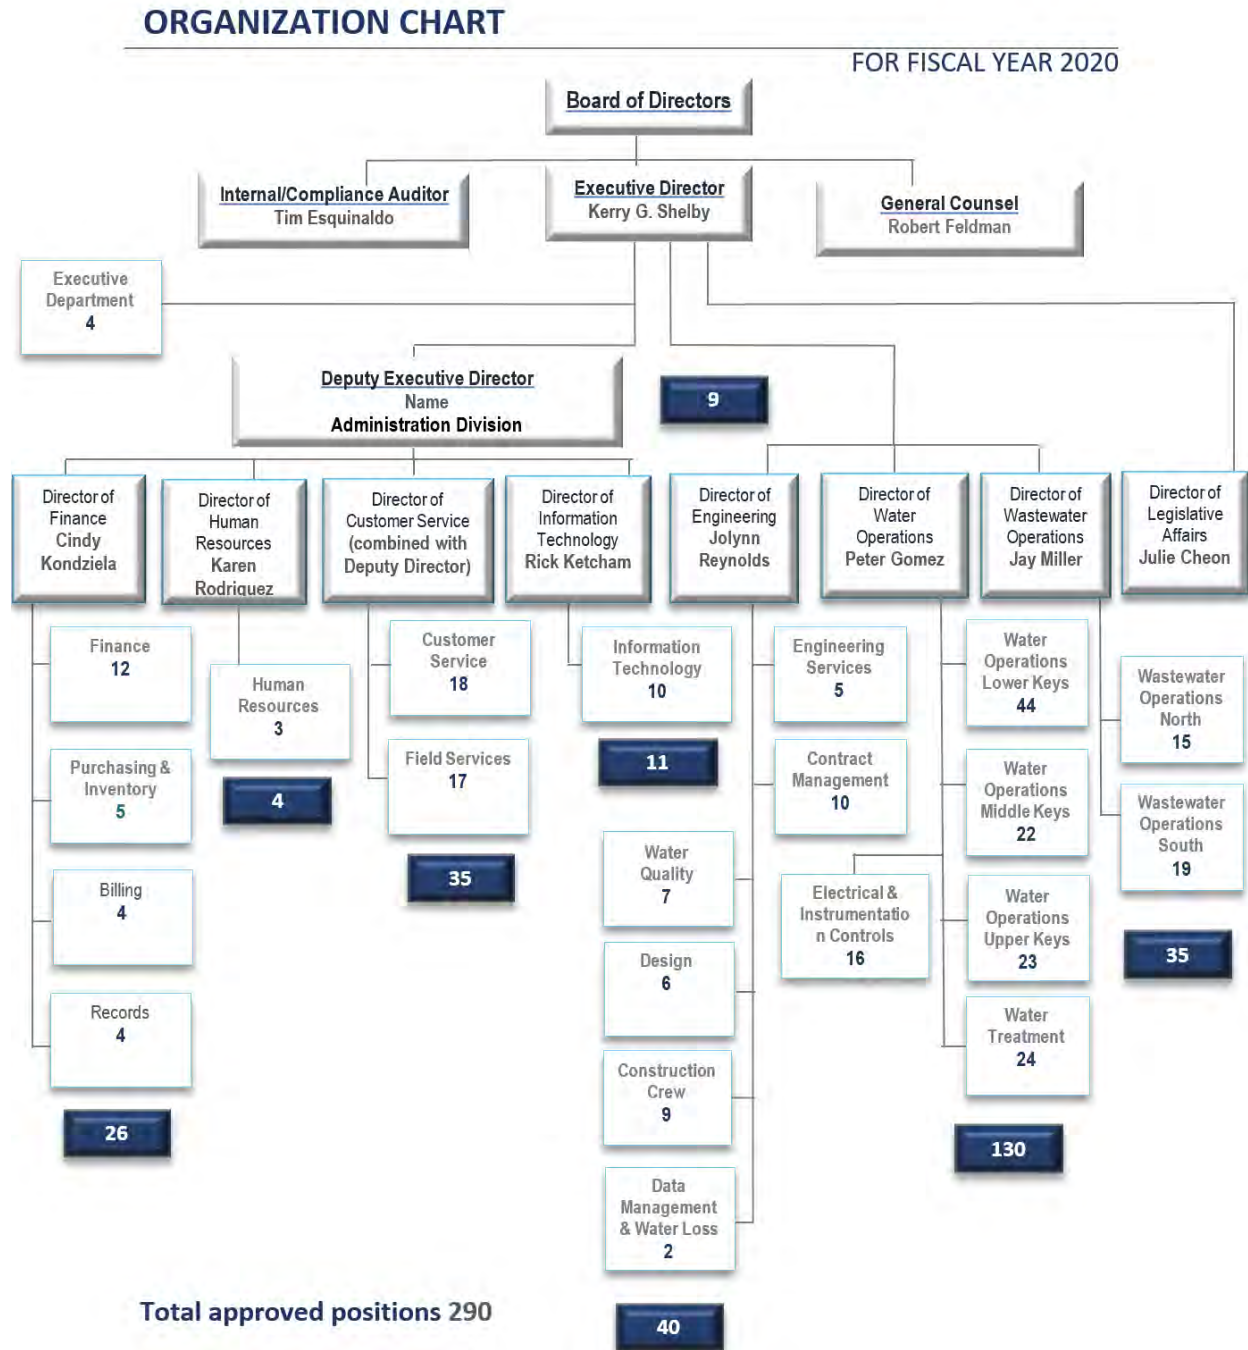 ORGANIZATION CHART
FOR FISCAL YEAR 2020
Board of Directors
Internal/Compliance Auditor
Tim Esquinaldo
Executive Director
Kerry G. Shelby
General Counsel
Robert Feldman
Executive
Department
4
Deputy Executive Director
Name
Administration Division
9
Director of
Finance
Cindy
Kondziela
Director of
Human
Resources
Karen
Rodriguez
Director of
Customer Service
(combined with
Deputy Director)
Director of
Information
Technology
Rick Ketcham
Director of
Engineering
Jolynn
Reynolds
Director of
Water
Operations
Peter Gomez
Director of
Wastewater
Operations
Jay Miller
Director of
Legislative
Affairs
Julie Cheon
Finance
12
Purchasing &
Inventory
5
Billing
4
Records
4
26
Human
Resources
3
4
Customer
Service
18
Field Services
17
35
Information
Technology
10
11
Engineering
Services
5
Contract
Management
10
Water
Quality
7
Design
6
Construction
Crew
9
Data
Management
& Water Loss
2
40
Water
Operations
Lower Keys
44
Water
Operations
Middle Keys
22
Electrical &
Instrumentatio
n Controls
16
Water
Operations
Upper Keys
23
Water
Treatment
24
130
Wastewater
Operations
North
15
Wastewater
Operations
South
19
35
Total approved positions 290